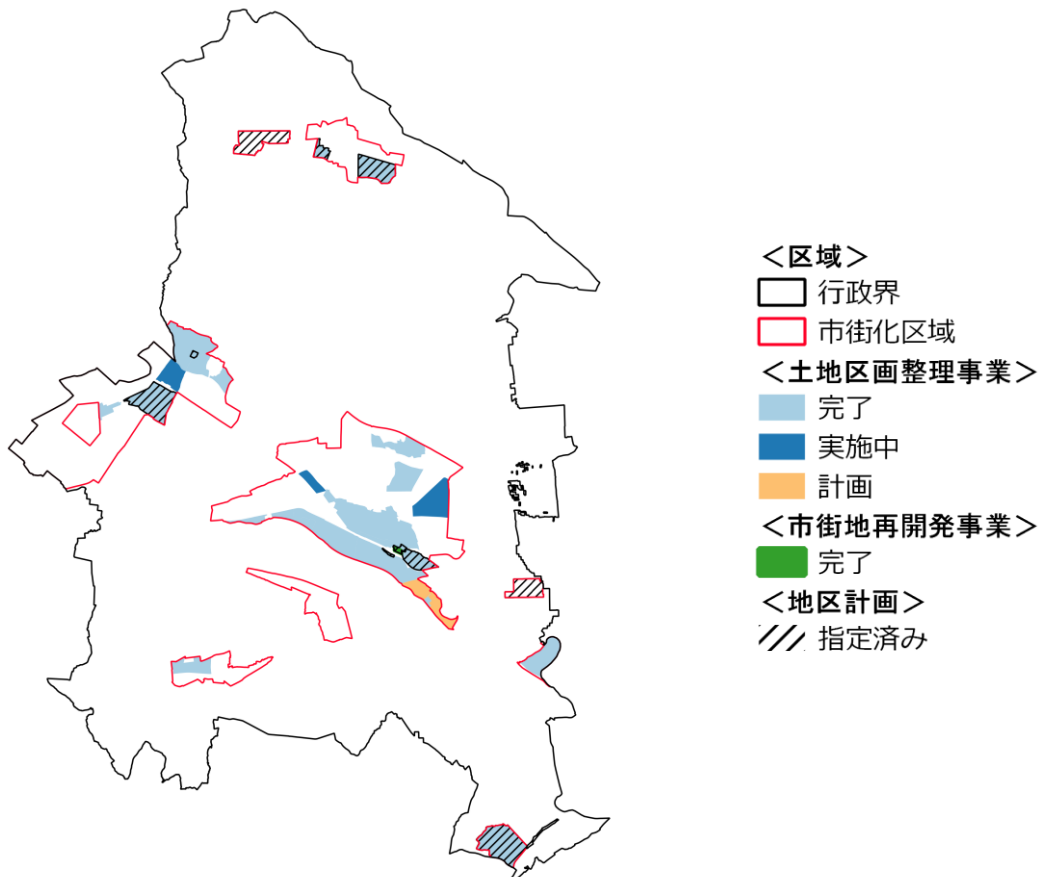 ＜区域＞
行政界
市街化区域
＜土地区画整理事業＞
完了
実施中
計画
＜市街地再開発事業＞
完了
＜地区計画＞
指定済み